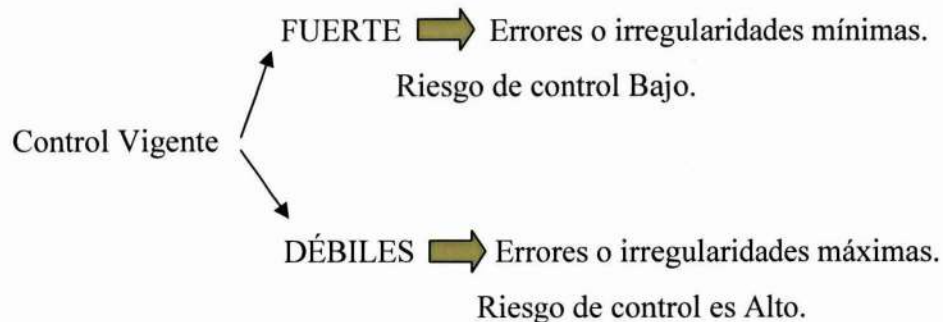 FUERTE Errores o irregularidades mínimas.
Riesgo de control Bajo.
Control Vigente
DÉBILES Errores o irregularidades máximas.
Riesgo de control es Alto.